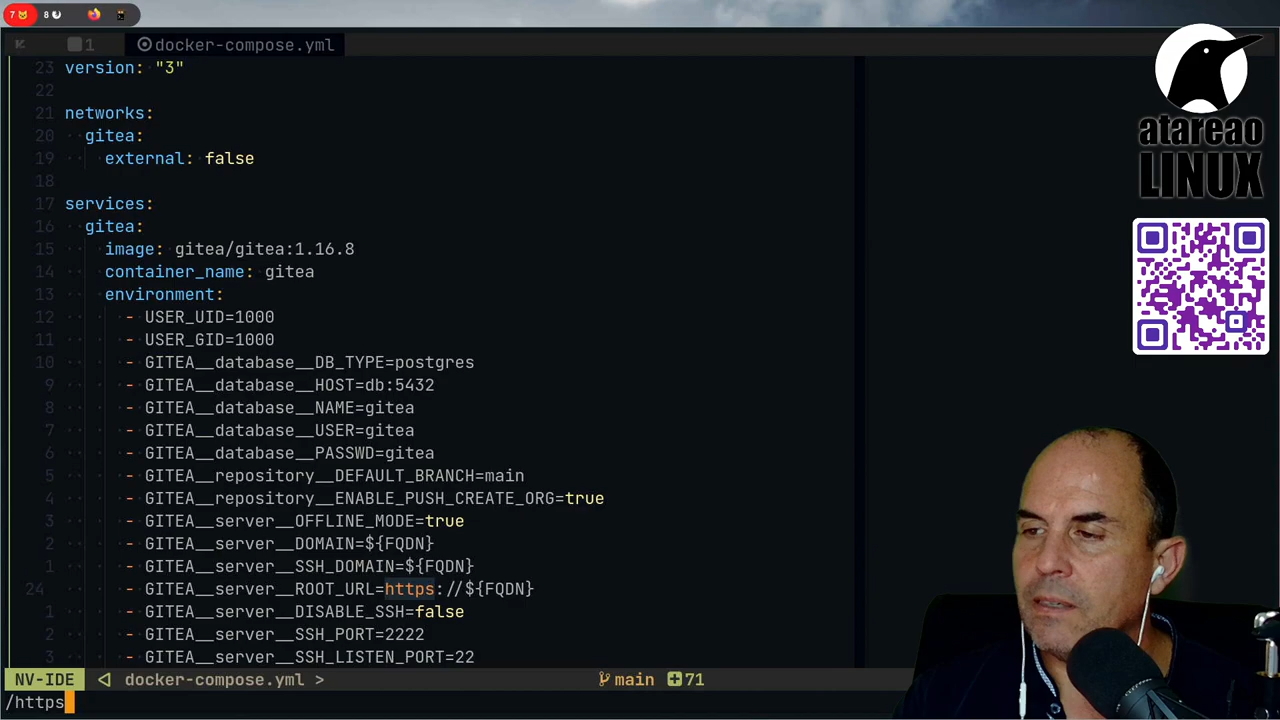 7 8
1 docker-compose.yml
23 version: "3"
22
21 networks:
20 gitea:
19 external: false
18
17 services:
16 gitea:
15 image: gitea/gitea:1.16.8
14 container_name: gitea
13 environment:
12 - USER_UID=1000
11 - USER_GID=1000
10 - GITEA__database__DB_TYPE=postgres
9 - GITEA__database__HOST=db:5432
8 - GITEA__database__NAME=gitea
7 - GITEA__database__USER=gitea
6 - GITEA__database__PASSWD=gitea
5 - GITEA__repository__DEFAULT_BRANCH=main
4 - GITEA__repository__ENABLE_PUSH_CREATE_ORG=true
3 - GITEA__server__OFFLINE_MODE=true
2 - GITEA__server__DOMAIN=${FQDN}
1 - GITEA__server__SSH_DOMAIN=${FQDN}
24 - GITEA__server__ROOT_URL=https://${FQDN}
1 - GITEA__server__DISABLE_SSH=false
2 - GITEA__server__SSH_PORT=2222
3 - GITEA__server__SSH_LISTEN_PORT=22
NV-IDE docker-compose.yml > main 71
/https
atareao
LINUX